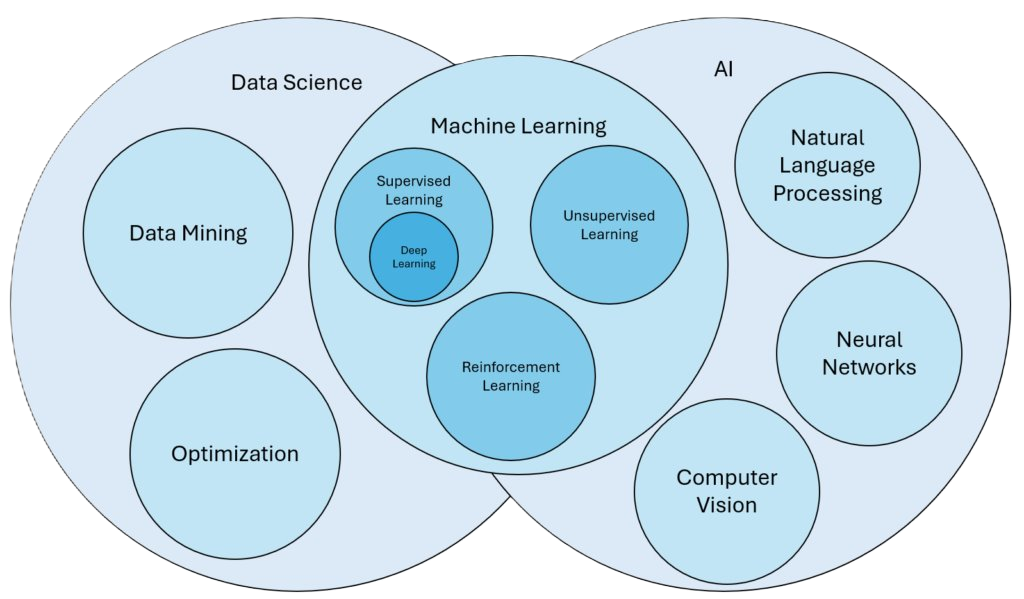 Data Science
AI
Machine Learning
Natural
Language
Processing
Supervised
Learning
Unsupervised
Learning
Data Mining
Deep
Learning
Neural
Networks
Reinforcement
Learning
Optimization
Computer
Vision